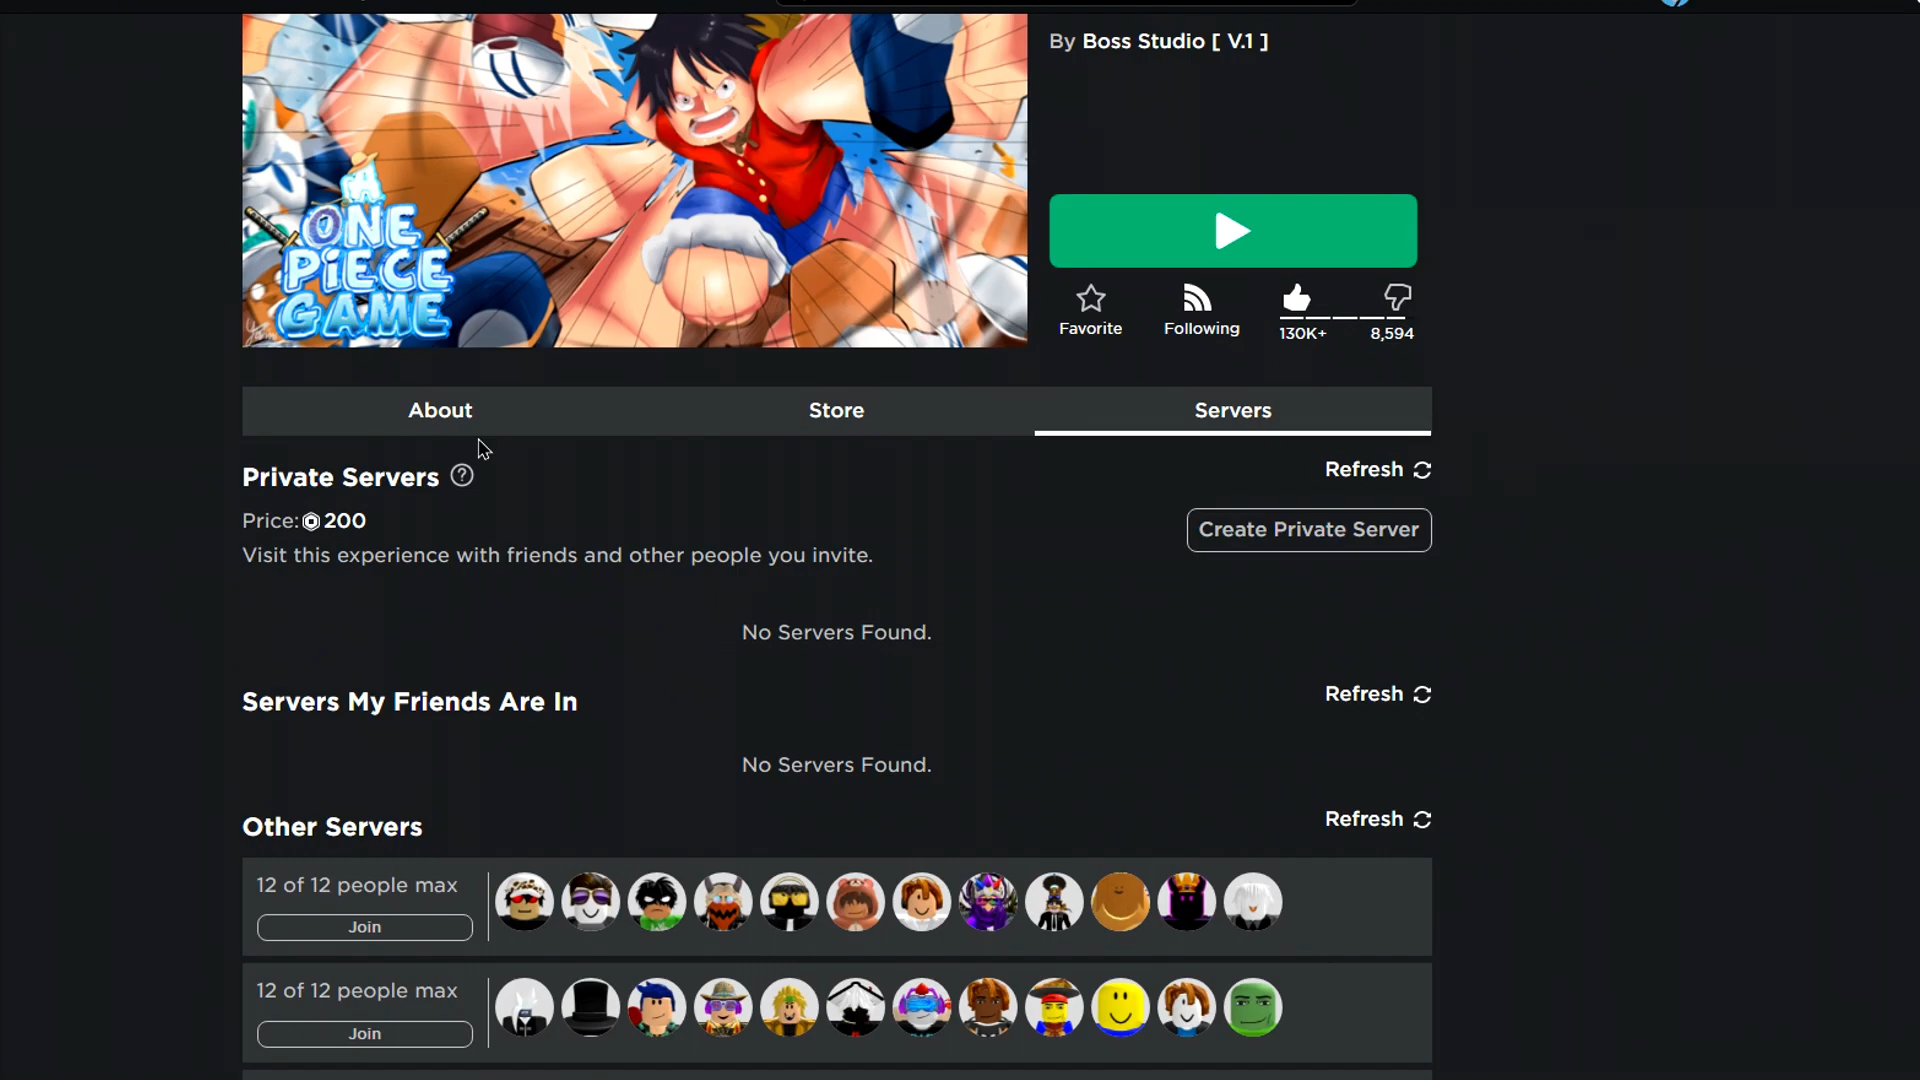 By Boss Studio [ V.1 ]
A
ONE
PIECE
GAME
Favorite
Following
130K+
8,594
About
Store
Servers
Private Servers ?
Refresh
Price: 200
Create Private Server
Visit this experience with friends and other people you invite.
No Servers Found.
Servers My Friends Are In
Refresh
No Servers Found.
Other Servers
Refresh
12 of 12 people max
Join
12 of 12 people max
Join